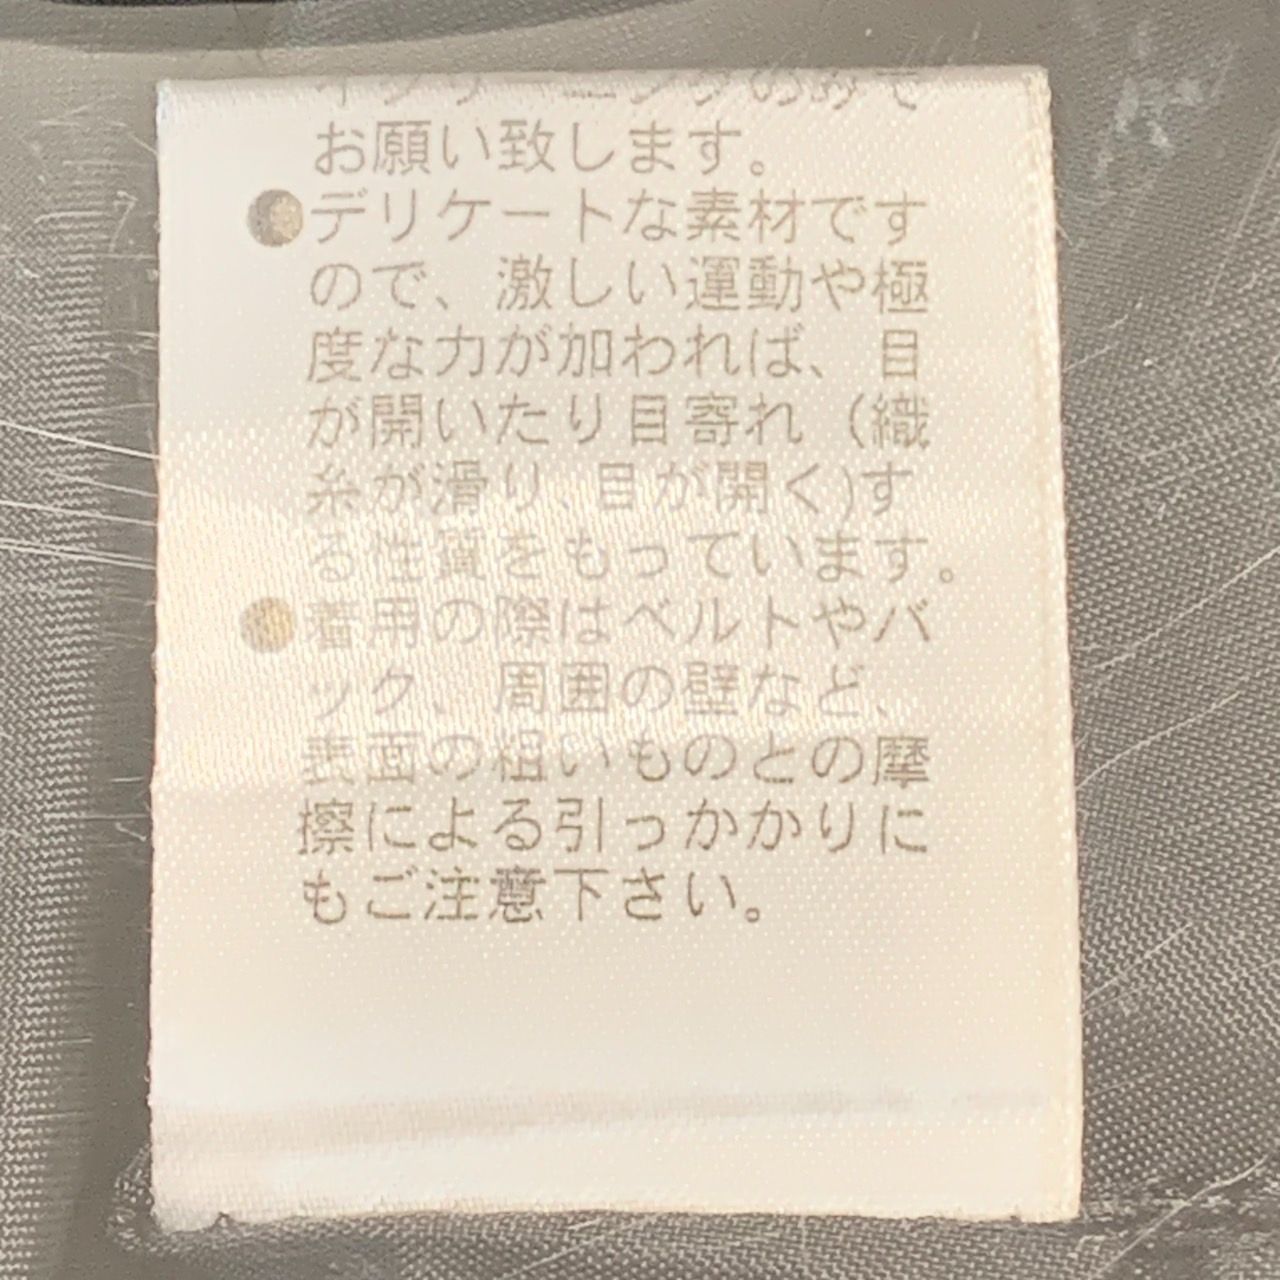 お願い致します。
●デリケートな素材です
ので、激しい運動や極
度な力が加われば、目
が開いたり目寄れ（織
糸が滑り、目が開く)す
る性質をもっています。
●着用の際はベルトやバ
ック、周囲の壁など、
表面の粗いものとの摩
擦による引っかかりに
もご注意下さい。